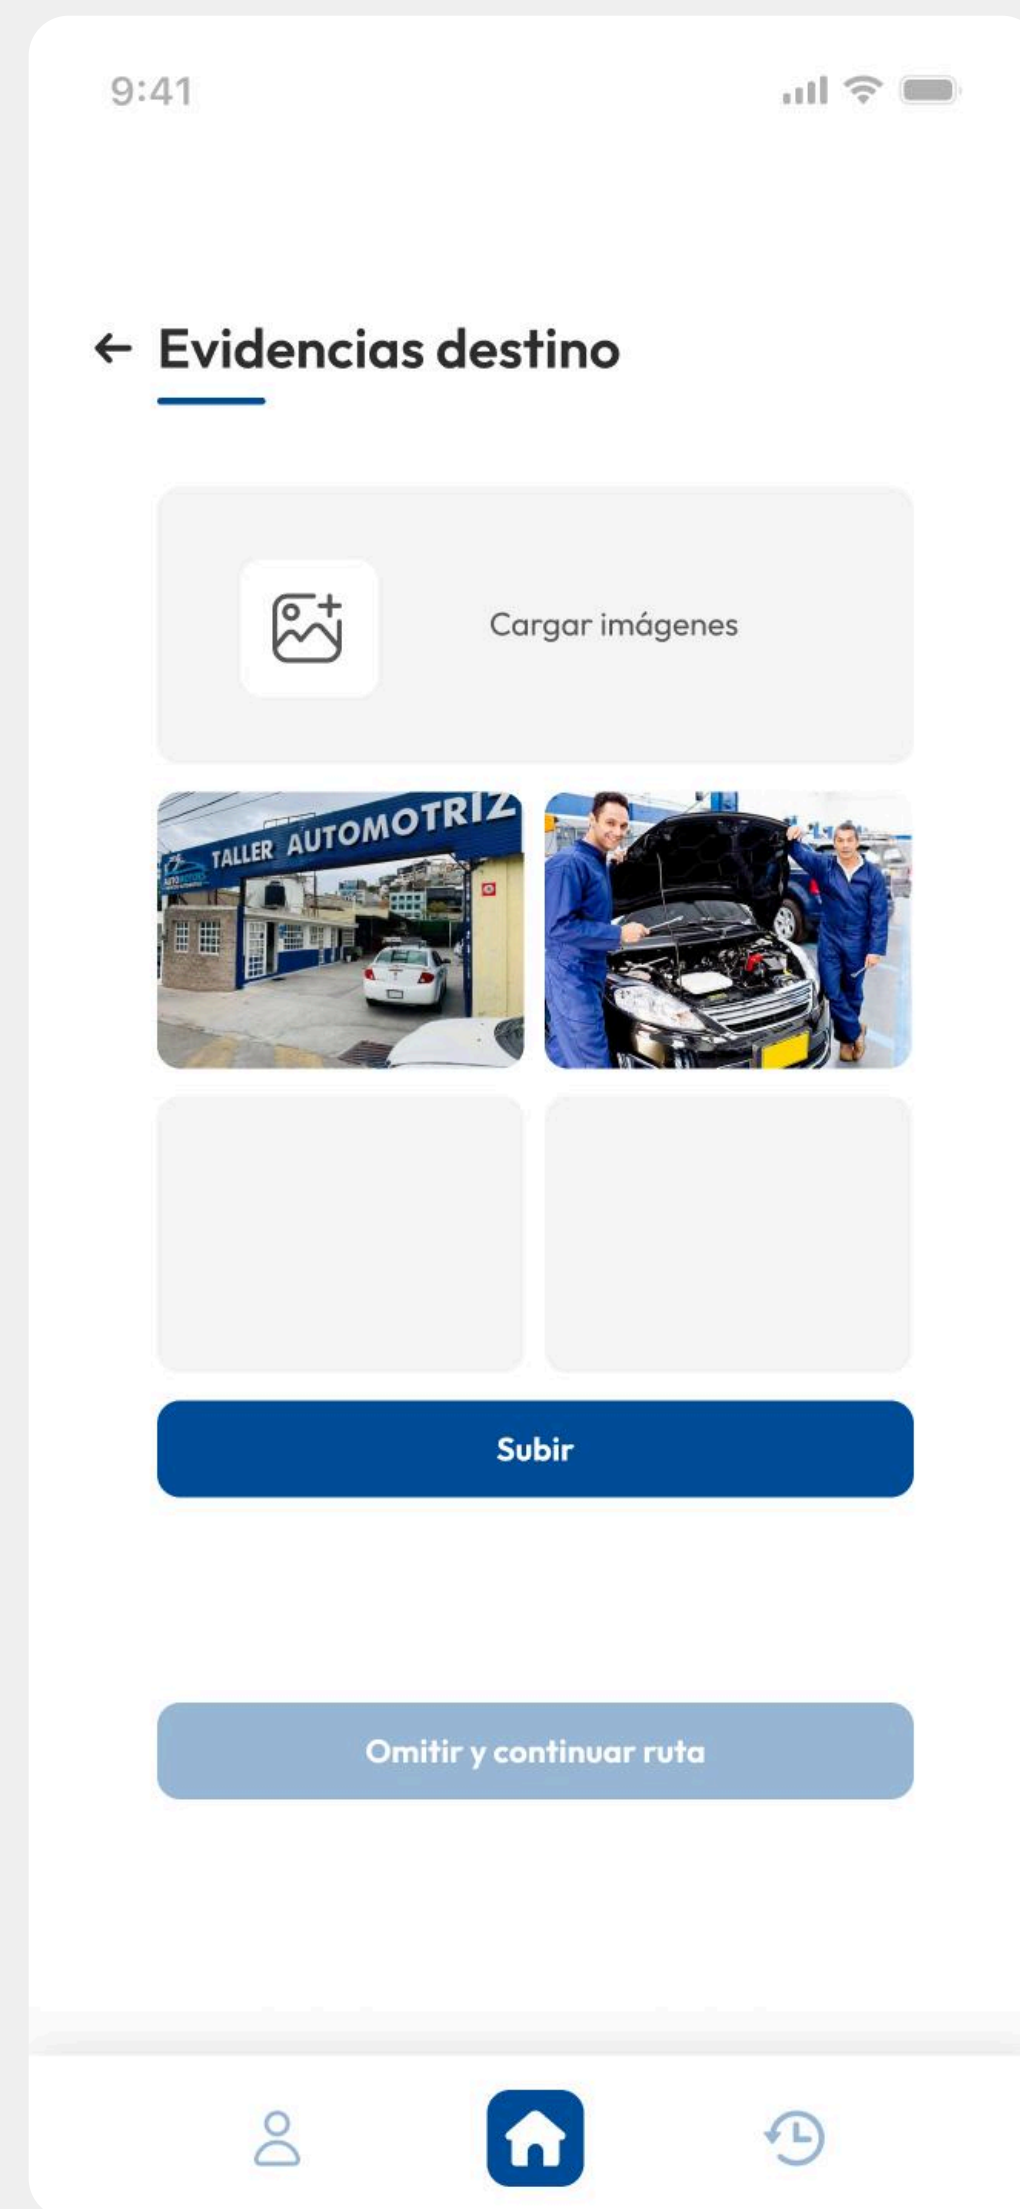 9:41
Evidencias destino
Cargar imágenes
TALLER AUTOMOTRIZ
Subir
Omitir y continuar ruta